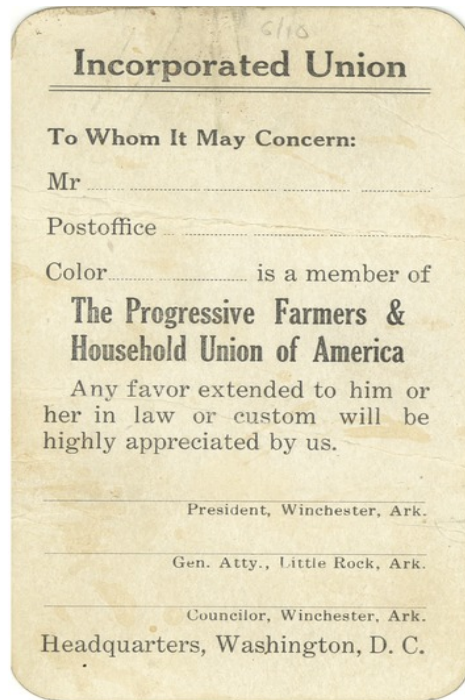 6/10
Incorporated Union
To Whom It May Concern:
Mr
Postoffice
Color is a member of
The Progressive Farmers &
Household Union of America
Any favor extended to him or
her in law or custom will be
highly appreciated by us.
President, Winchester, Ark.
Gen. Atty., Little Rock, Ark.
Councilor, Winchester, Ark.
Headquarters, Washington, D. C.